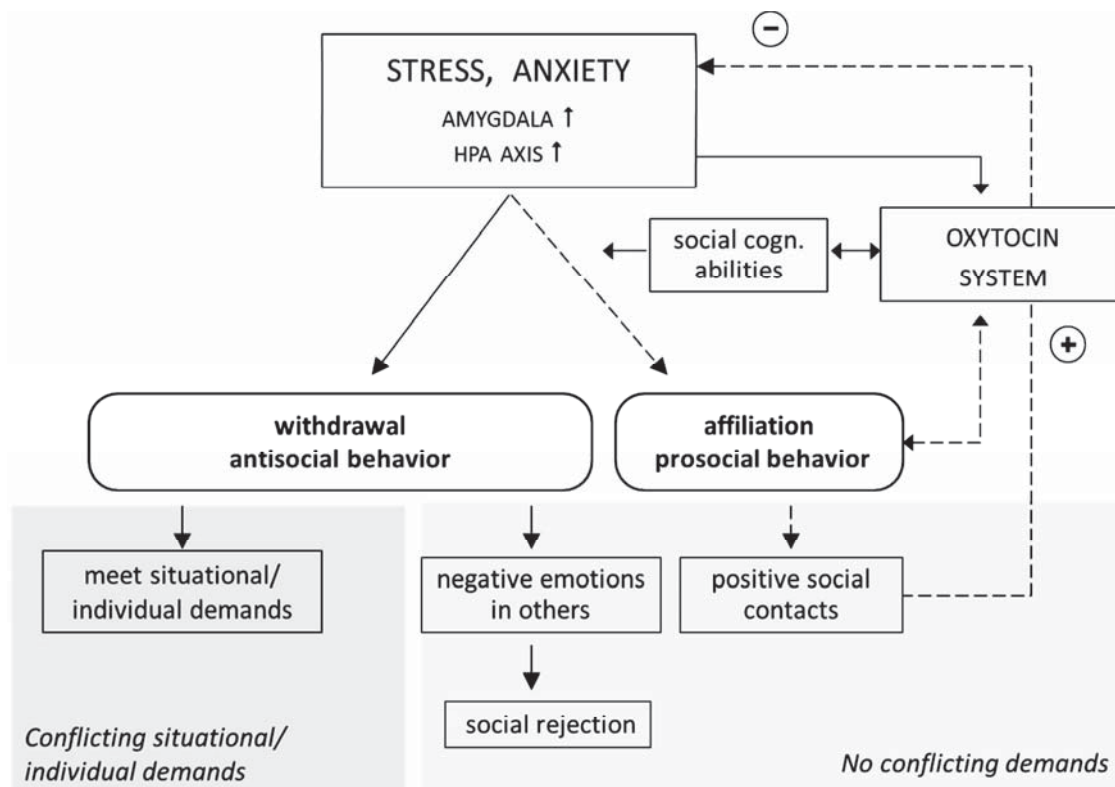 −
STRESS, ANXIETY
AMYGDALA ↑
HPA AXIS ↑
social cogn.
abilities
OXYTOCIN
SYSTEM
+
withdrawal
antisocial behavior
affiliation
prosocial behavior
meet situational/
individual demands
negative emotions
in others
positive social
contacts
social rejection
Conflicting situational/
individual demands
No conflicting demands